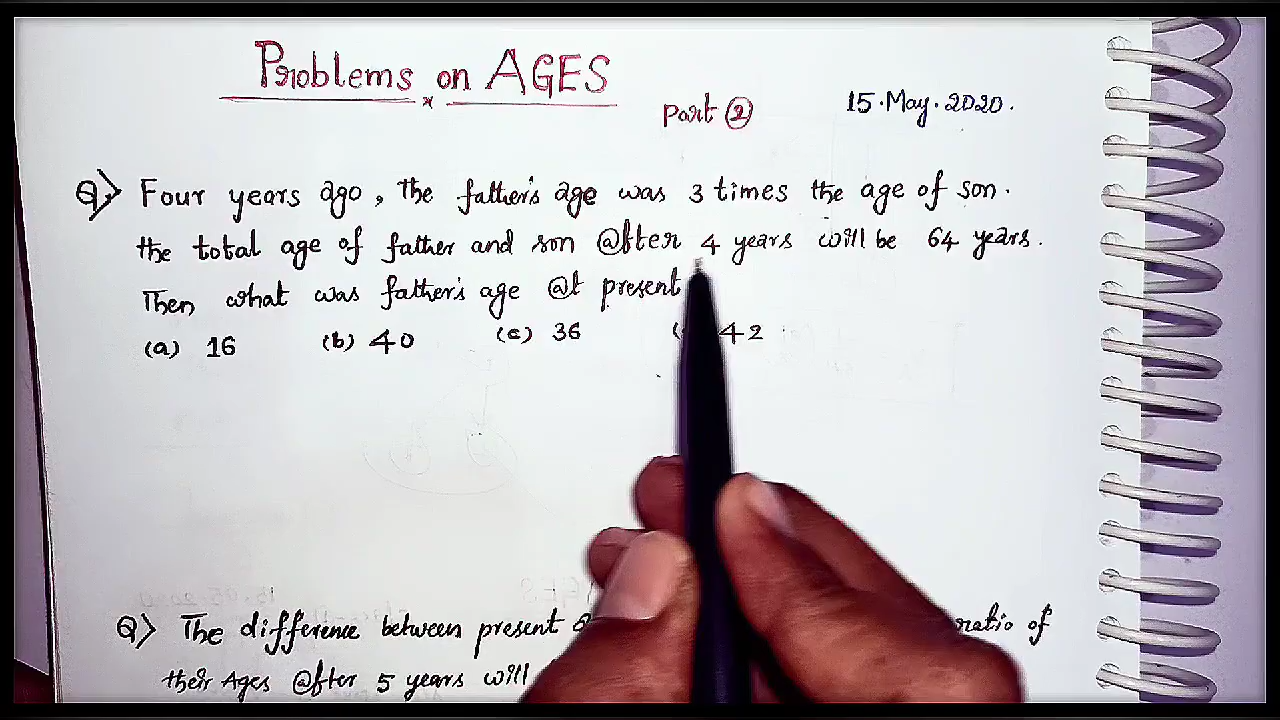 Problems on AGES
Part ②
15.May.2020.
Q> Four years ago, the father's age was 3 times the age of son.
the total age of father and son @fter 4 years will be 64 years.
Then what was father's age @t present
(a) 16 (b) 40 (c) 36 42
Q> The difference between present ratio of
their Ages @fter 5 years will